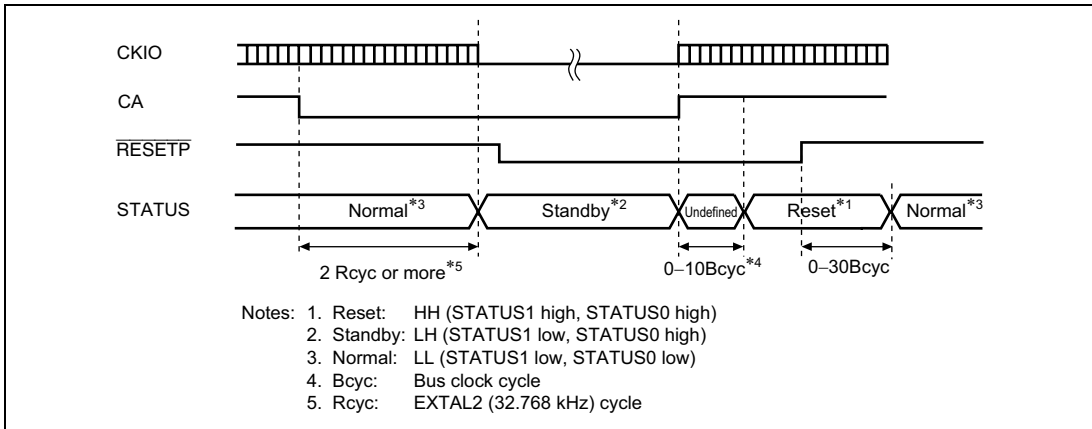 CKIO
CA
RESETP
STATUS
Normal*3
Standby*2
Undefined
Reset*1
Normal*3
2 Rcyc or more*5
0–10Bcyc*4
0–30Bcyc
Notes: 1. Reset: HH (STATUS1 high, STATUS0 high)
2. Standby: LH (STATUS1 low, STATUS0 high)
3. Normal: LL (STATUS1 low, STATUS0 low)
4. Bcyc: Bus clock cycle
5. Rcyc: EXTAL2 (32.768 kHz) cycle